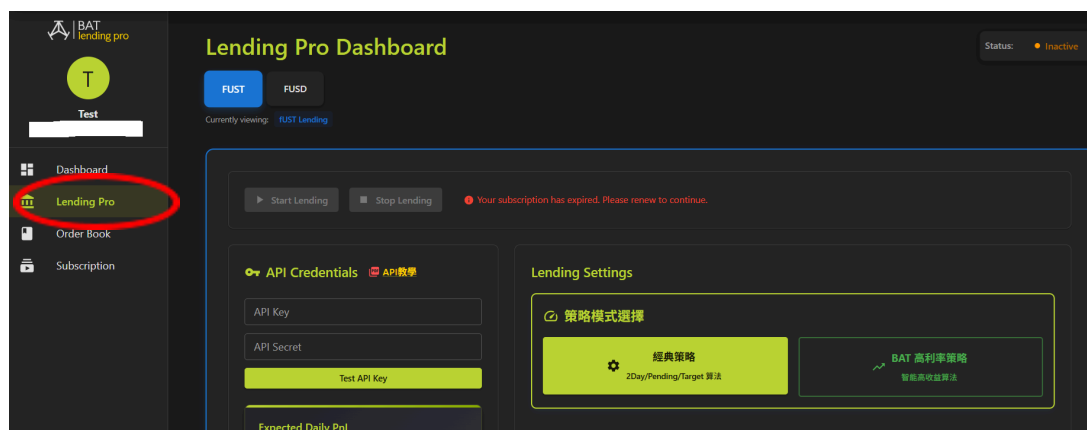 BAT
lending pro
T
Test
Dashboard
Lending Pro
Order Book
Subscription
Lending Pro Dashboard
Status: Inactive
FUST FUSD
Currently viewing: fUST Lending
Start Lending Stop Lending Your subscription has expired. Please renew to continue.
API Credentials API教學
API Key
API Secret
Test API Key
Expected Daily PnL
Lending Settings
策略模式選擇
經典策略
2Day/Pending/Target 算法
BAT 高利率策略
智能高收益算法